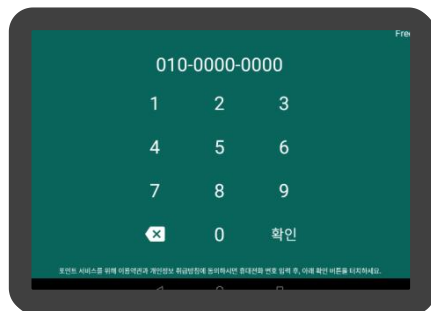 Free
010-0000-0000
1 2 3
4 5 6
7 8 9
0 확인
포인트 서비스를 위해 이용약관과 개인정보 취급방침에 동의하시면 휴대전화 번호 입력 후, 아래 확인 버튼을 터치하세요.